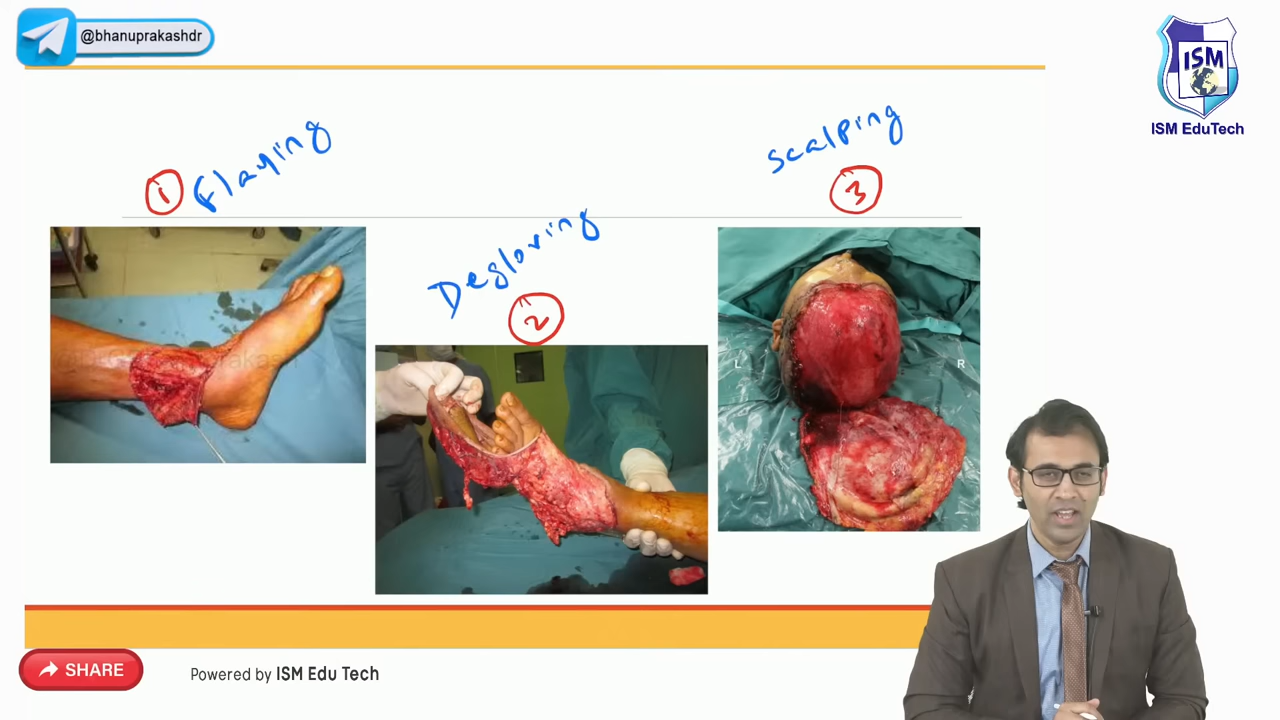 @bhanuprakashdr
ISM
ISM EduTech
① Flaying
Degloving
②
Scalping
③
L
R
SHARE
Powered by ISM Edu Tech